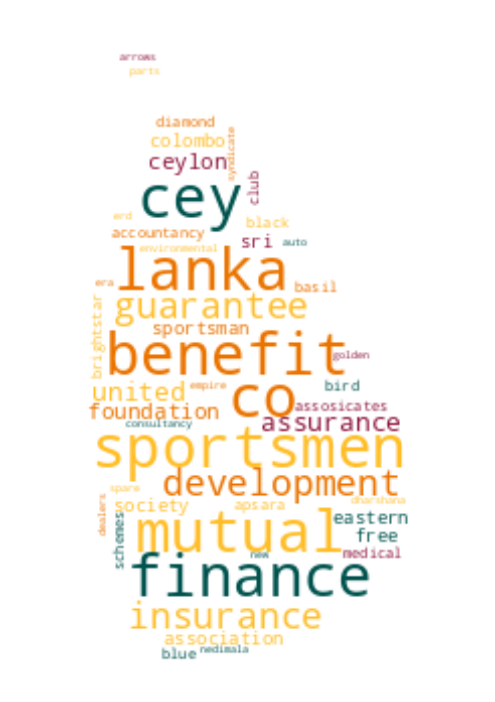 arrows
parts
diamond
colombo
syndicate
ceylon
club
cey
erd
black
accountancy
sri
auto
environmental
lanka
era
basil
brightstar
guarantee
sportsman
benefit
golden
united
empire
co
bird
foundation
assosicates
consultancy
assurance
sportsmen
development
spare
dealers
society
apsara
dharshana
schemes
mutual
eastern
free
new
medical
finance
insurance
association
blue
nedimala